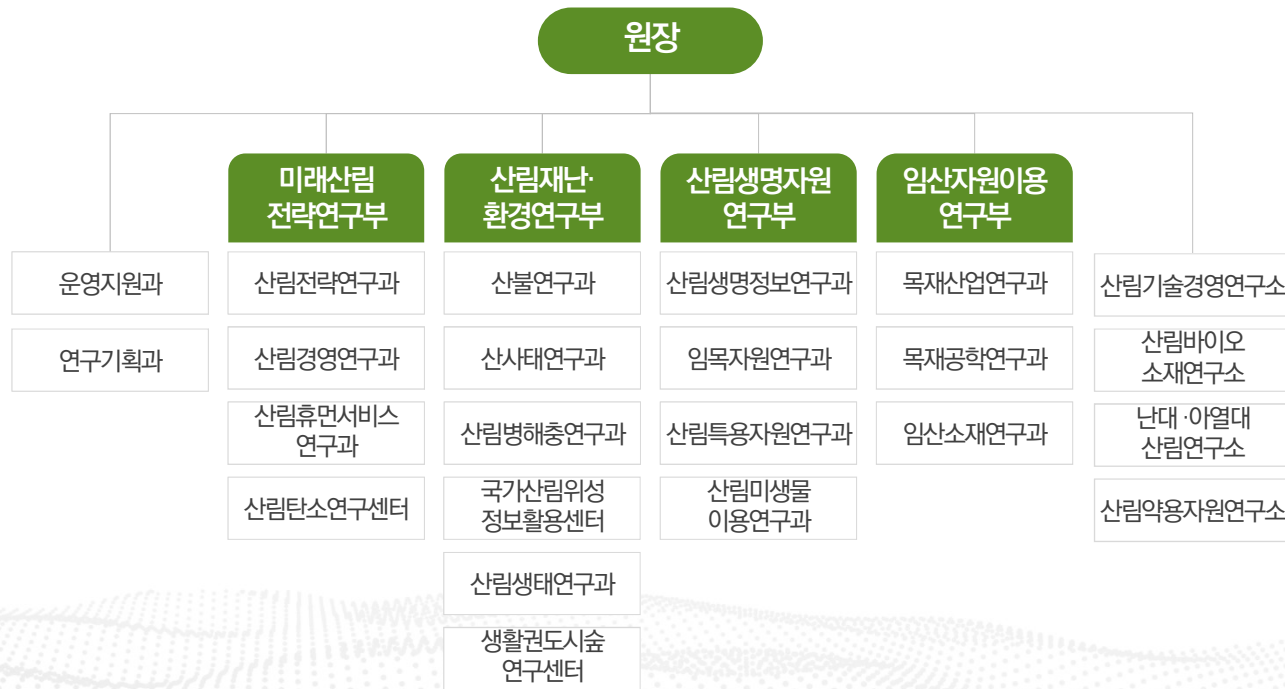 원장
미래산림
전략연구부
산림재난·
환경연구부
산림생명자원
연구부
임산자원이용
연구부
운영지원과
연구기획과
산림전략연구과
산림경영연구과
산림휴먼서비스
연구과
산림탄소연구센터
산불연구과
산사태연구과
산림병해충연구과
국가산림위성
정보활용센터
산림생태연구과
생활권도시숲
연구센터
산림생명정보연구과
임목자원연구과
산림특용자원연구과
산림미생물
이용연구과
목재산업연구과
목재공학연구과
임산소재연구과
산림기술경영연구소
산림바이오
소재연구소
난대·아열대
산림연구소
산림약용자원연구소